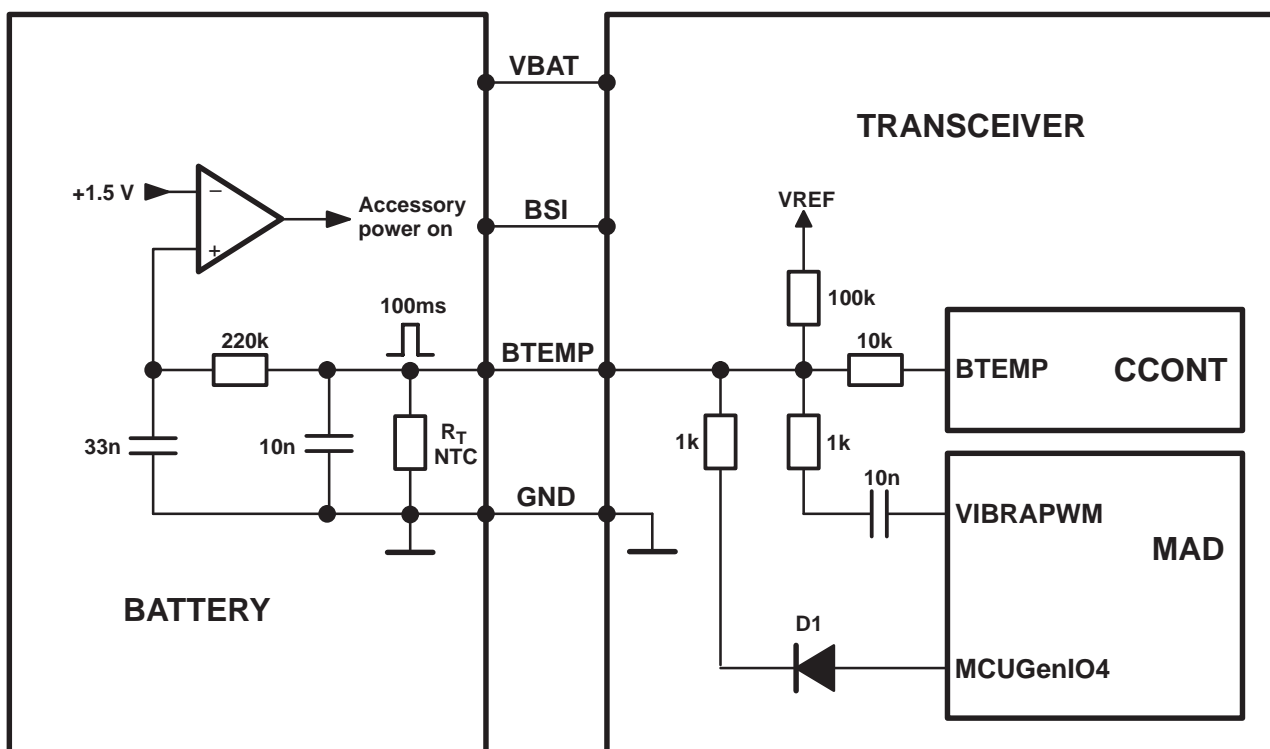 VBAT
TRANSCEIVER
+1.5 V
−
+
Accessory
power on
BSI
VREF
100k
100ms
220k
BTEMP
10k
BTEMP
CCONT
33n
10n
R_T
NTC
1k
1k
10n
GND
VIBRAPWM
MAD
BATTERY
D1
MCUGenIO4